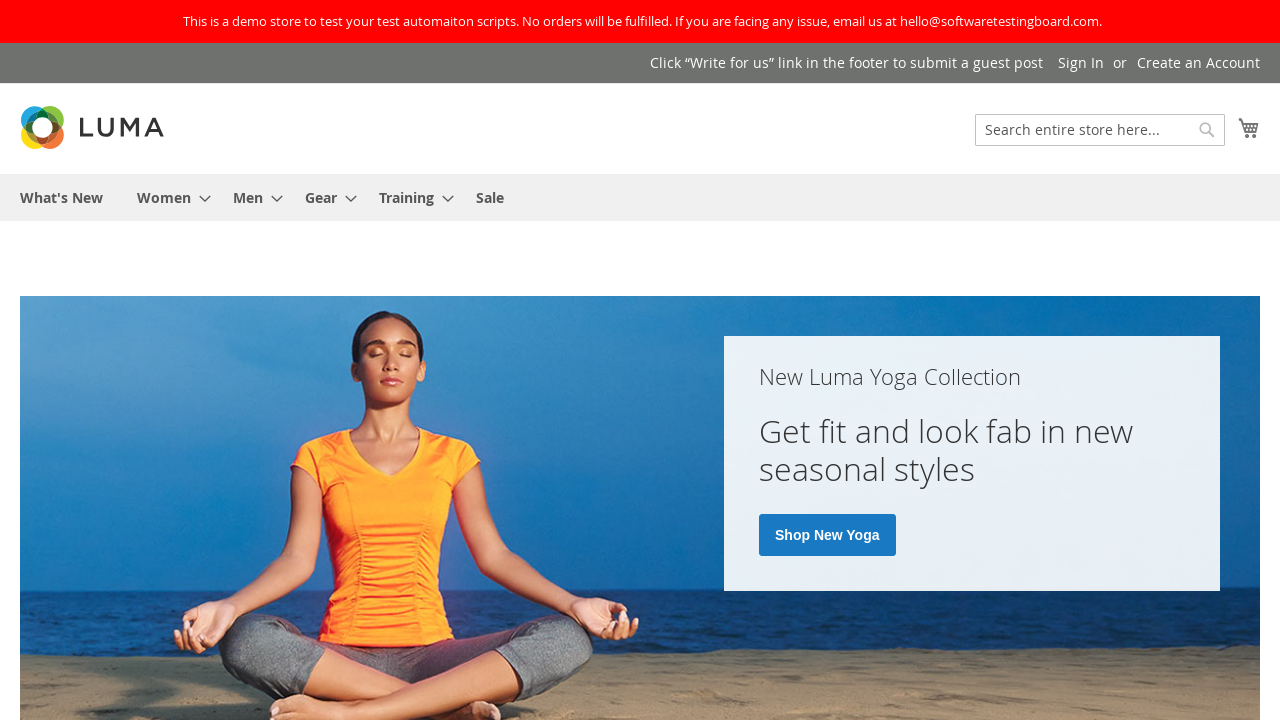 This is a demo store to test your test automaiton scripts. No orders will be fulfilled. If you are facing any issue, email us at hello@softwaretestingboard.com.
Click “Write for us” link in the footer to submit a guest post Sign In or Create an Account
LUMA
Search entire store here...
What's New Women Men Gear Training Sale
New Luma Yoga Collection
Get fit and look fab in new
seasonal styles
Shop New Yoga